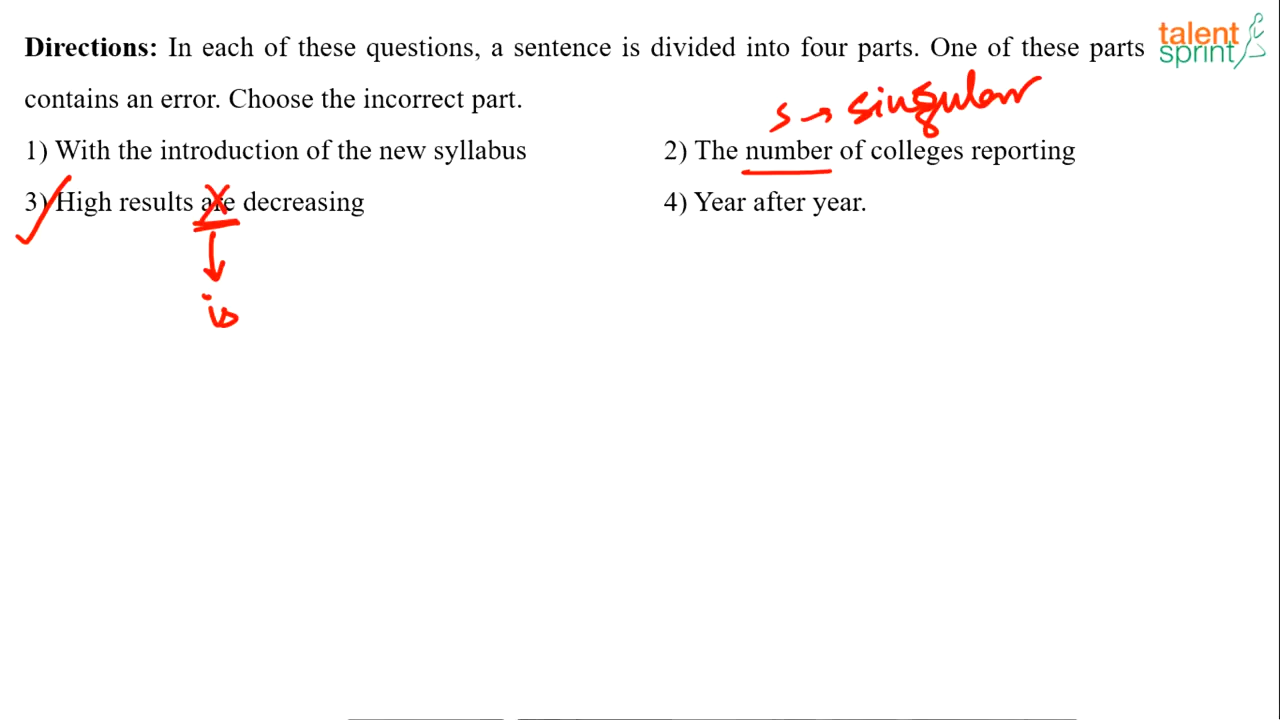 Directions: In each of these questions, a sentence is divided into four parts. One of these parts
talent
sprint
contains an error. Choose the incorrect part.
s → singular
1) With the introduction of the new syllabus
2) The number of colleges reporting
3) High results are decreasing
4) Year after year.
is